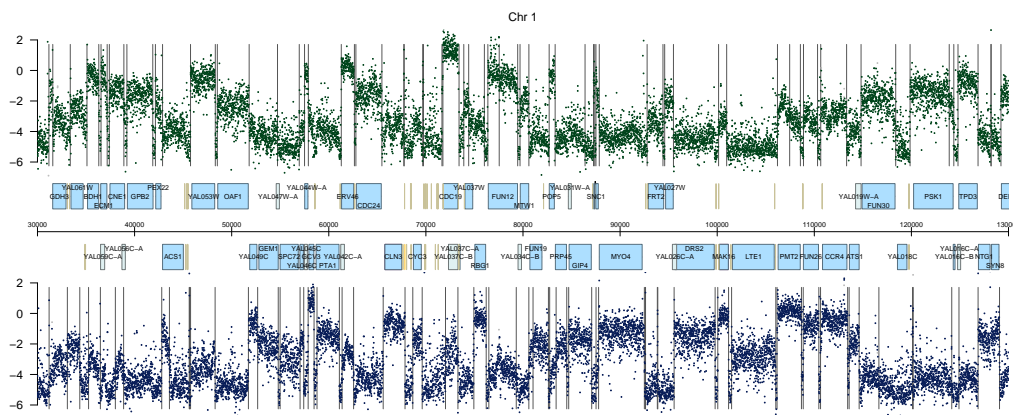 Chr 1
2
0
−2
−4
−6
YAL061W PEX22 YAL044W−A YAL037W YAL031W−A YAL027W
GDH3 BDH1 CNE1 GPB2 YAL053W OAF1 YAL047W−A ERV46 CDC19 FUN12 POP5 SNC1 FRT2 YAL019W−A PSK1 TPD3
ECM1 CDC24 MTW1 FUN30
30000 40000 50000 60000 70000 80000 90000 100000 110000 120000 130000
YAL056C−A GEM1 YAL045C YAL037C−A FUN19 DRS2 YAL016C−A
YAL059C−A ACS1 YAL049C SPC72 GCV3 YAL042C−A CLN3 CYC3 YAL037C−B YAL034C−B PRP45 MYO4 YAL026C−A MAK16 LTE1 PMT2 FUN26 CCR4 ATS1 YAL018C YAL016C−B NTG1
YAL046C PTA1 RBG1 GIP4 SYN8
2
0
−2
−4
−6